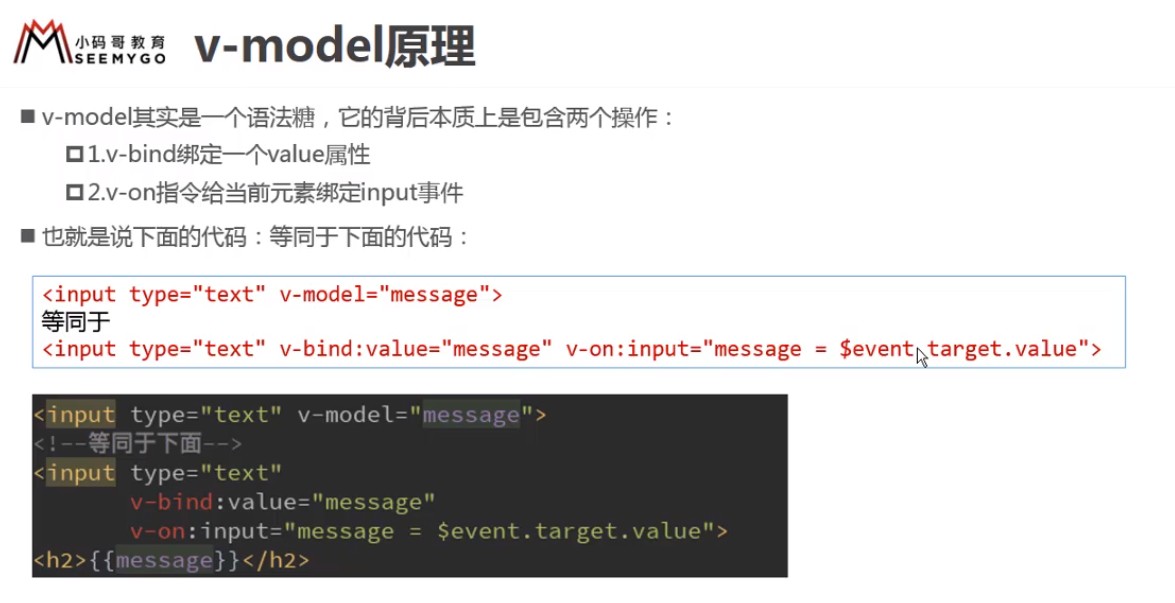 小码哥教育
SEEMYGO
v-model原理
v-model其实是一个语法糖，它的背后本质上是包含两个操作：
1.v-bind绑定一个value属性
2.v-on指令给当前元素绑定input事件
也就是说下面的代码：等同于下面的代码：
<input type="text" v-model="message">
等同于
<input type="text" v-bind:value="message" v-on:input="message = $event.target.value">
<input type="text" v-model="message">
<!--等同于下面-->
<input type="text"
v-bind:value="message"
v-on:input="message = $event.target.value">
<h2>{{message}}</h2>